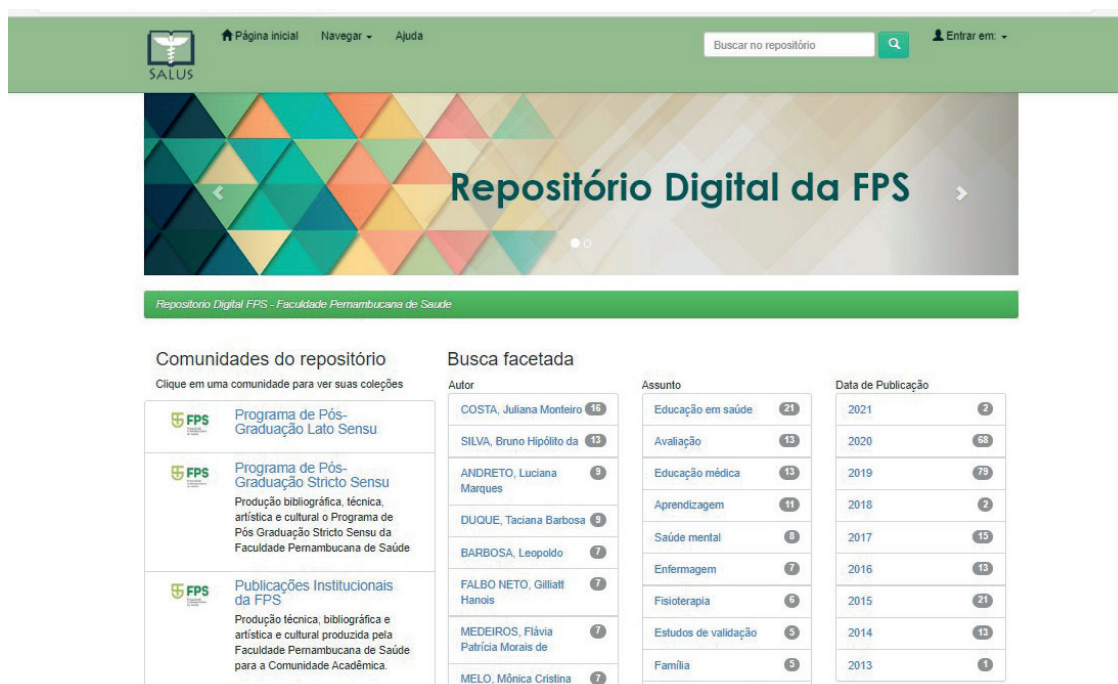 Página inicial Navegar Ajuda
Buscar no repositório
Entrar em:
SALUS
Repositório Digital da FPS
Repositorio Digital FPS - Faculdade Pernambucana de Saude
Comunidades do repositório
Clique em uma comunidade para ver suas coleções
FPS
Programa de Pós-
Graduação Lato Sensu
FPS
Programa de Pós-
Graduação Stricto Sensu
Produção bibliográfica, técnica,
artística e cultural o Programa de
Pós Graduação Stricto Sensu da
Faculdade Pernambucana de Saúde
FPS
Publicações Institucionais
da FPS
Produção técnica, bibliográfica e
artística e cultural produzida pela
Faculdade Pernambucana de Saúde
para a Comunidade Acadêmica.
Busca facetada
Autor
COSTA, Juliana Monteiro 16
SILVA, Bruno Hipólito da 13
ANDRETO, Luciana 9
Marques
DUQUE, Taciana Barbosa 9
BARBOSA, Leopoldo 7
FALBO NETO, Gilliatt 7
Hanois
MEDEIROS, Flávia 7
Patrícia Morais de
MELO, Mônica Cristina 7
Assunto
Educação em saúde 21
Avaliação 13
Educação médica 13
Aprendizagem 11
Saúde mental 8
Enfermagem 7
Fisioterapia 6
Estudos de validação 5
Família 5
Data de Publicação
2021 2
2020 68
2019 79
2018 2
2017 15
2016 13
2015 21
2014 13
2013 1